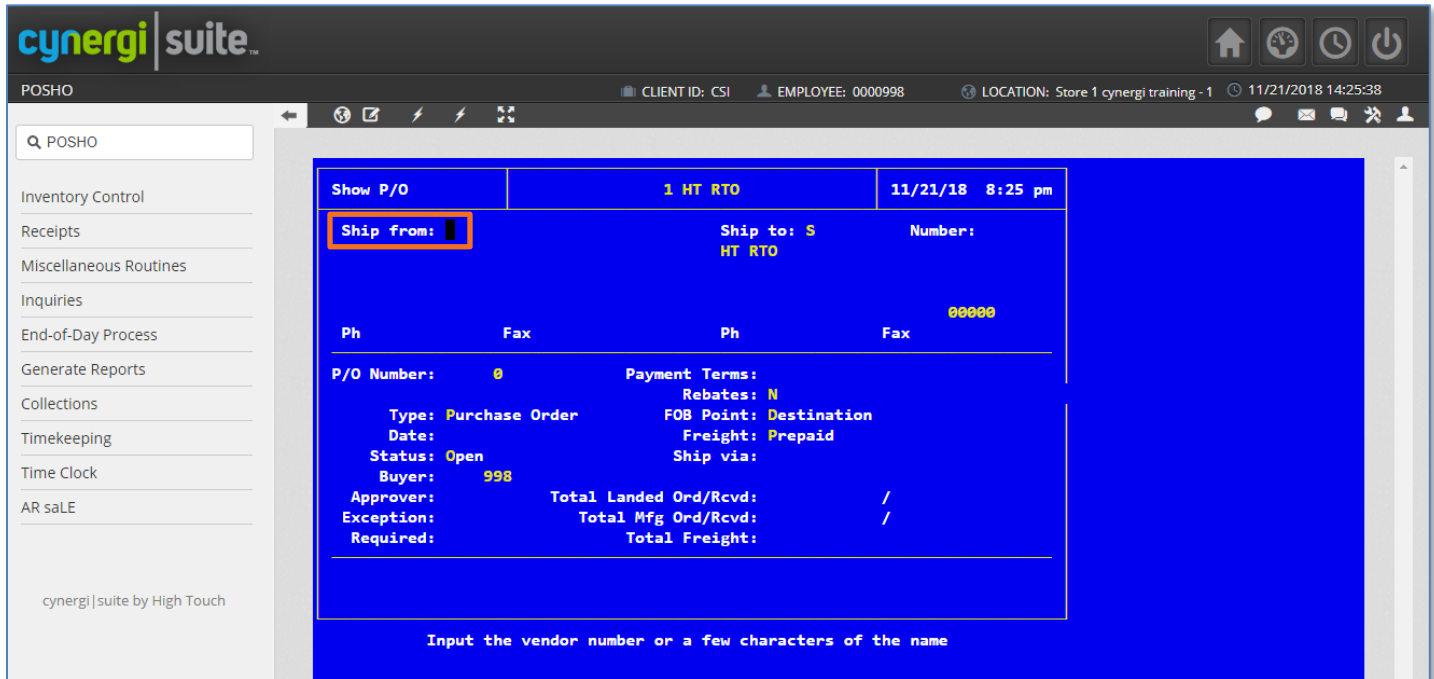 cynergi|suite™
POSHO CLIENT ID: CSI EMPLOYEE: 0000998 LOCATION: Store 1 cynergi training - 1 11/21/2018 14:25:38
POSHO
Inventory Control
Receipts
Miscellaneous Routines
Inquiries
End-of-Day Process
Generate Reports
Collections
Timekeeping
Time Clock
AR saLE
cynergi|suite by High Touch
Show P/O 1 HT RTO 11/21/18 8:25 pm
Ship from: Ship to: S Number:
HT RTO
00000
Ph Fax Ph Fax
P/O Number: 0 Payment Terms:
Rebates: N
Type: Purchase Order FOB Point: Destination
Date: Freight: Prepaid
Status: Open Ship via:
Buyer: 998
Approver: Total Landed Ord/Rcvd: /
Exception: Total Mfg Ord/Rcvd: /
Required: Total Freight:
Input the vendor number or a few characters of the name